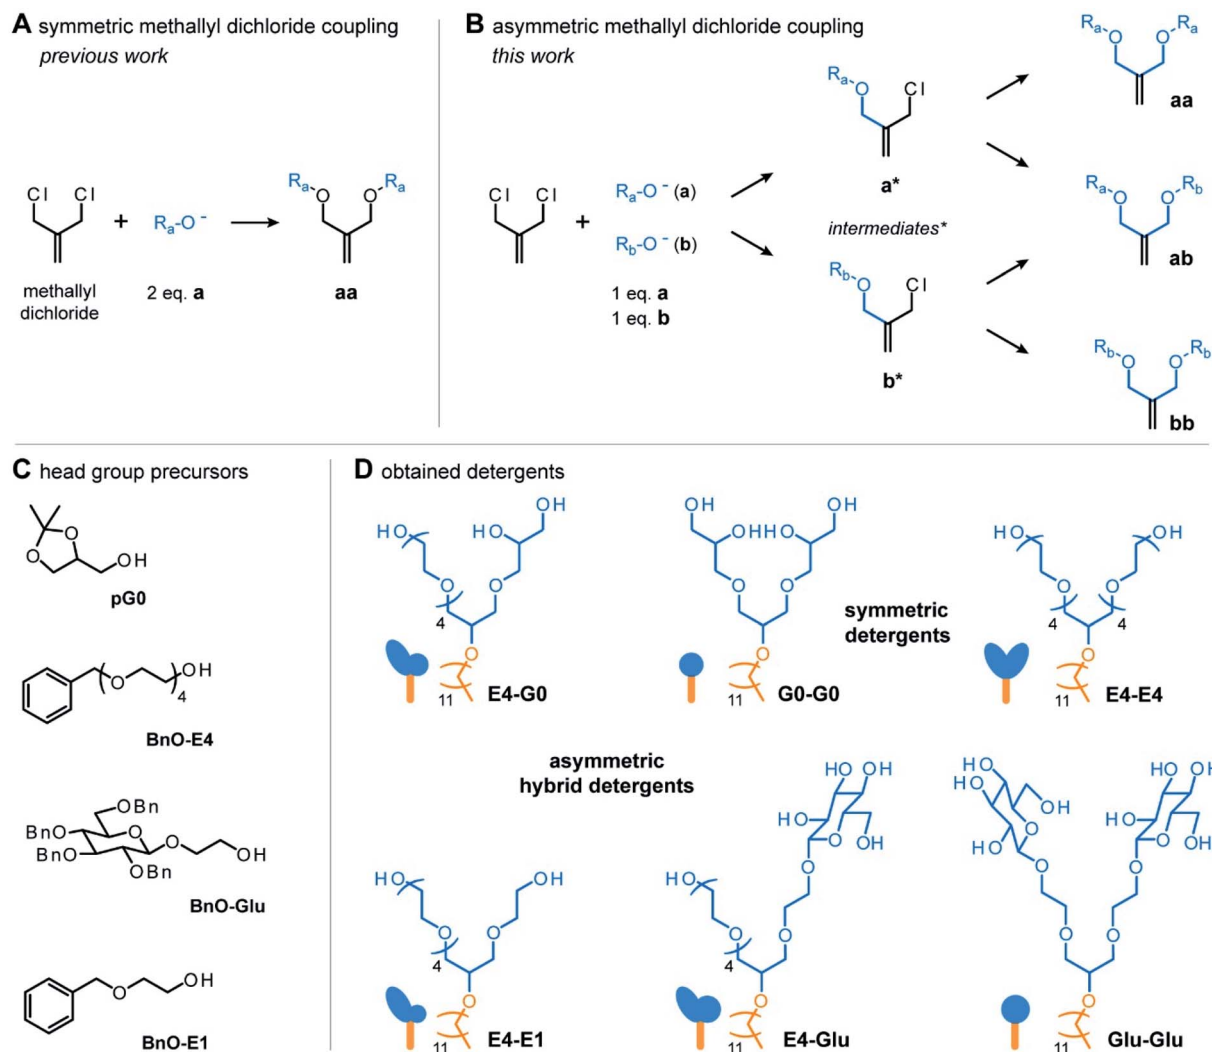 A symmetric methallyl dichloride coupling
previous work
Cl Cl
+
Ra-O -
Ra O O Ra
methallyl
dichloride
2 eq. a
aa
B asymmetric methallyl dichloride coupling
this work
Cl Cl
+
Ra-O - (a)
Rb-O - (b)
1 eq. a
1 eq. b
Ra O Cl
a*
intermediates*
Rb O Cl
b*
Ra O O Ra
aa
Ra O O Rb
ab
Rb O O Rb
bb
C head group precursors
O O OH
pG0
O OH
4
BnO-E4
OBn
BnO O O OH
BnO
OBn
BnO-Glu
O OH
BnO-E1
D obtained detergents
OH
HO HO
O O
4
O
11
E4-G0
OH OH
OH HO
O O
O
11
G0-G0
symmetric
detergents
HO OH
O O
4 4
O
11
E4-E4
asymmetric
hybrid detergents
HO OH
O O
4
O
11
E4-E1
HO OH
HO O OH
HO O
O O
4
O
11
E4-Glu
HO HO OH
HO OH HO O OH
HO O O
O O
O
11
Glu-Glu